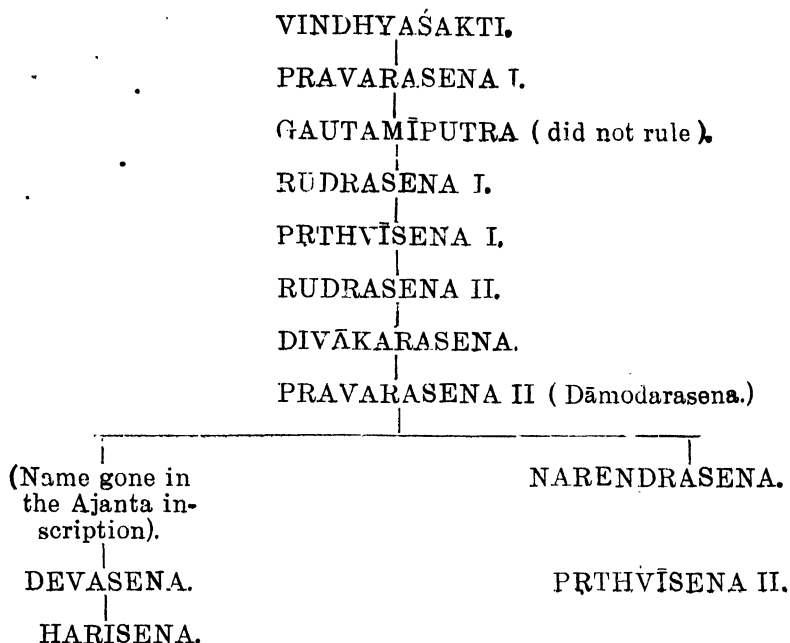 VINDHYAŚAKTI.
PRAVARASENA I.
GAUTAMĪPUTRA ( did not rule ).
RUDRASENA I.
PṚTHVĪSENA I.
RUDRASENA II.
DIVĀKARASENA.
PRAVARASENA II ( Dāmodarasena.)
(Name gone in
the Ajanta in-
scription).
NARENDRASENA.
DEVASENA.
PṚTHVĪSENA II.
HARISENA.